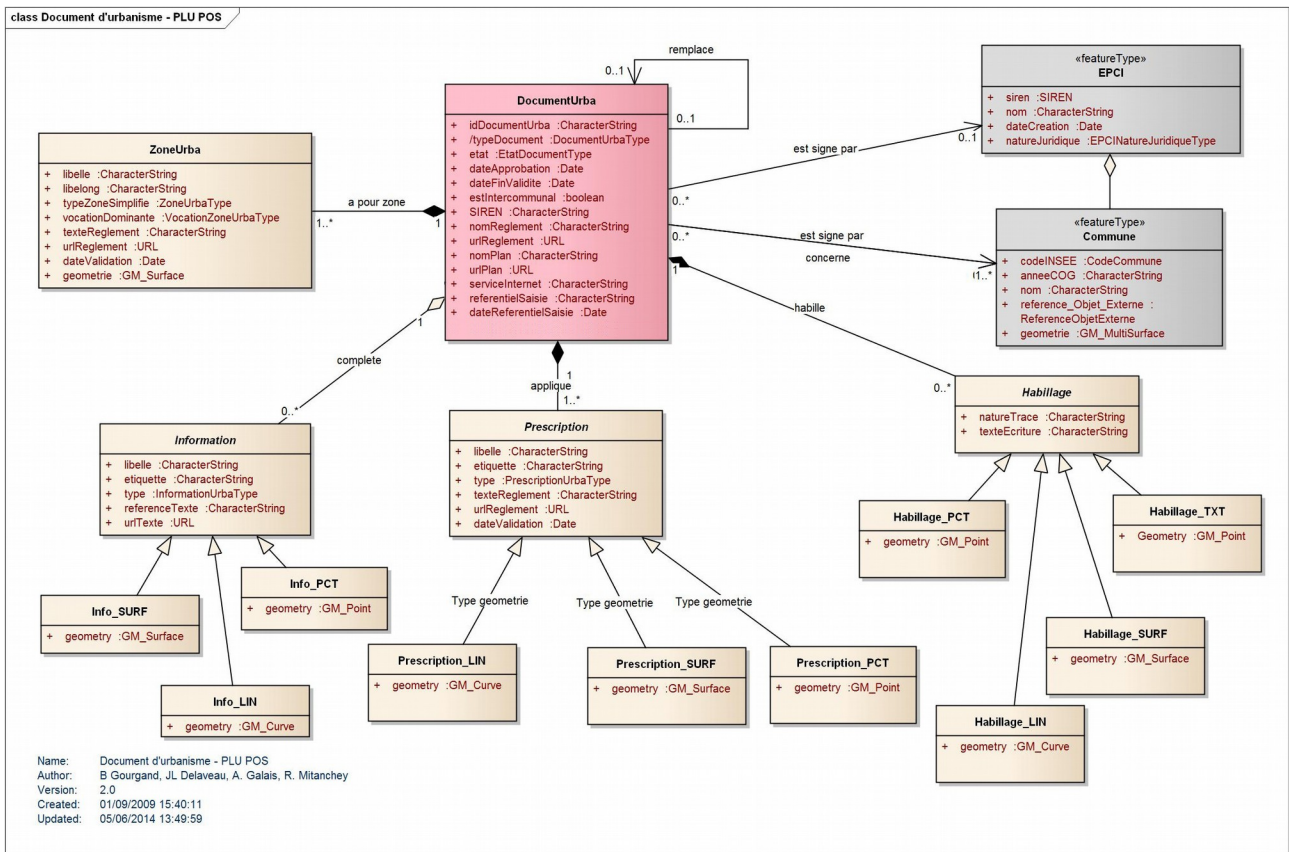 class Document d'urbanisme - PLU POS
remplace
0..1
0..1
«featureType»
EPCI
+ siren :SIREN
+ nom :CharacterString
+ dateCreation :Date
+ natureJuridique :EPCINatureJuridiqueType
DocumentUrba
+ idDocumentUrba :CharacterString
+ /typeDocument :DocumentUrbaType
+ etat :EtatDocumentType
+ dateApprobation :Date
+ dateFinValidite :Date
+ estIntercommunal :boolean
+ SIREN :CharacterString
+ nomReglement :CharacterString
+ urlReglement :URL
+ nomPlan :CharacterString
+ urlPlan :URL
+ serviceInternet :CharacterString
+ referentielSaisie :CharacterString
+ dateReferentielSaisie :Date
ZoneUrba
+ libelle :CharacterString
+ libelong :CharacterString
+ typeZoneSimplifie :ZoneUrbaType
+ vocationDominante :VocationZoneUrbaType
+ texteReglement :CharacterString
+ urlReglement :URL
+ dateValidation :Date
+ geometrie :GM_Surface
a pour zone
1..*
1
est signe par
0..1
0..*
est signe par
concerne
0..*
1..*
«featureType»
Commune
+ codeINSEE :CodeCommune
+ anneeCOG :CharacterString
+ nom :CharacterString
+ reference_Objet_Externe :
ReferenceObjetExterne
+ geometrie :GM_MultiSurface
1
habille
0..*
1
complete
0..*
1
applique
1..*
Habillage
+ natureTrace :CharacterString
+ texteEcriture :CharacterString
Information
+ libelle :CharacterString
+ etiquette :CharacterString
+ type :InformationUrbaType
+ referenceTexte :CharacterString
+ urlTexte :URL
Prescription
+ libelle :CharacterString
+ etiquette :CharacterString
+ type :PrescriptionUrbaType
+ texteReglement :CharacterString
+ urlReglement :URL
+ dateValidation :Date
Habillage_PCT
+ geometry :GM_Point
Habillage_TXT
+ Geometry :GM_Point
Info_PCT
+ geometry :GM_Point
Info_SURF
+ geometry :GM_Surface
Type geometrie
Type geometrie
Type geometrie
Habillage_SURF
+ geometry :GM_Surface
Prescription_LIN
+ geometry :GM_Curve
Prescription_SURF
+ geometry :GM_Surface
Prescription_PCT
+ geometry :GM_Point
Info_LIN
+ geometry :GM_Curve
Habillage_LIN
+ geometry :GM_Curve
Name: Document d'urbanisme - PLU POS
Author: B Gourgand, JL Delaveau, A. Galais, R. Mitanchey
Version: 2.0
Created: 01/09/2009 15:40:11
Updated: 05/06/2014 13:49:59